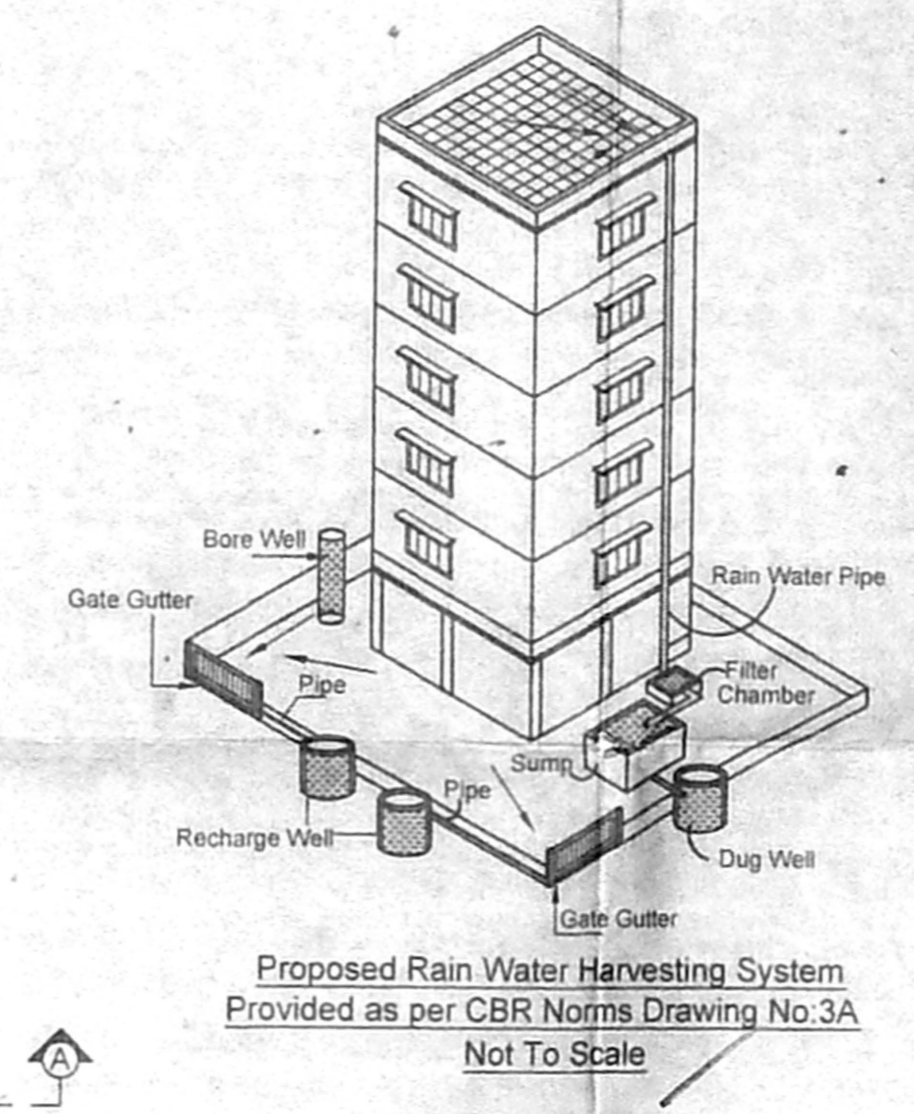 Bore Well
Gate Gutter
Pipe
Rain Water Pipe
Filter
Chamber
Sump
Pipe
Recharge Well
Dug Well
Gate Gutter
Proposed Rain Water Harvesting System
Provided as per CBR Norms Drawing No:3A
Not To Scale
A